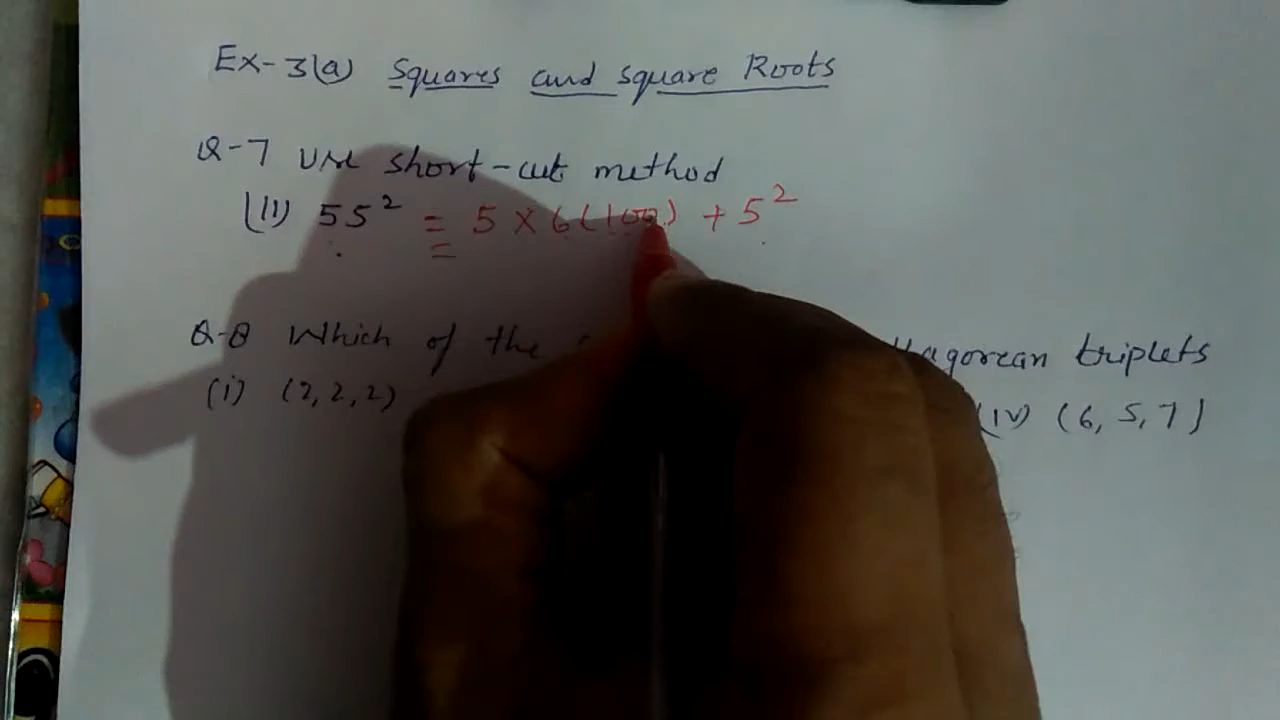 Ex-3(a) Squares and square Roots
Q-7 Use short-cut method
(II) 55² = 5 × 6 (100) + 5²
Q-8 Which of the triplets
(i) (2,2,2) (IV) (6, 5, 7)